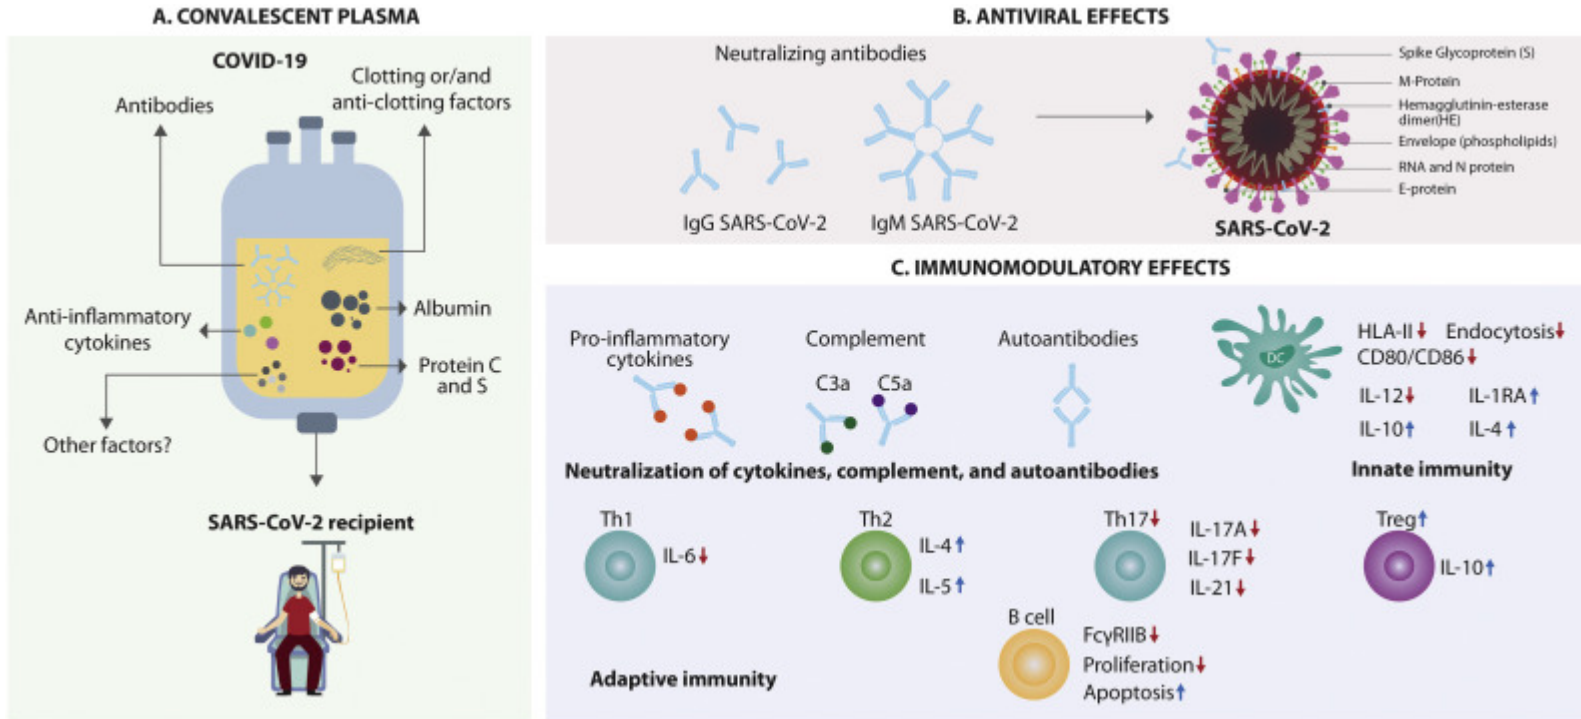 A. CONVALESCENT PLASMA
COVID-19
Antibodies
Clotting or/and
anti-clotting factors
Anti-inflammatory
cytokines
Albumin
Protein C
and S
Other factors?
SARS-CoV-2 recipient
B. ANTIVIRAL EFFECTS
Neutralizing antibodies
IgG SARS-CoV-2
IgM SARS-CoV-2
Spike Glycoprotein (S)
M-Protein
Hemagglutinin-esterase
dimer(HE)
Envelope (phospholipids)
RNA and N protein
E-protein
SARS-CoV-2
C. IMMUNOMODULATORY EFFECTS
Pro-inflammatory
cytokines
Complement
C3a
C5a
Autoantibodies
Neutralization of cytokines, complement, and autoantibodies
DC
HLA-II↓ Endocytosis↓
CD80/CD86↓
IL-12↓ IL-1RA↑
IL-10↑ IL-4↑
Innate immunity
Th1
IL-6↓
Th2
IL-4↑
IL-5↑
Th17↓
IL-17A↓
IL-17F↓
IL-21↓
Treg↑
IL-10↑
B cell
FcγRIIB↓
Proliferation↓
Apoptosis↑
Adaptive immunity